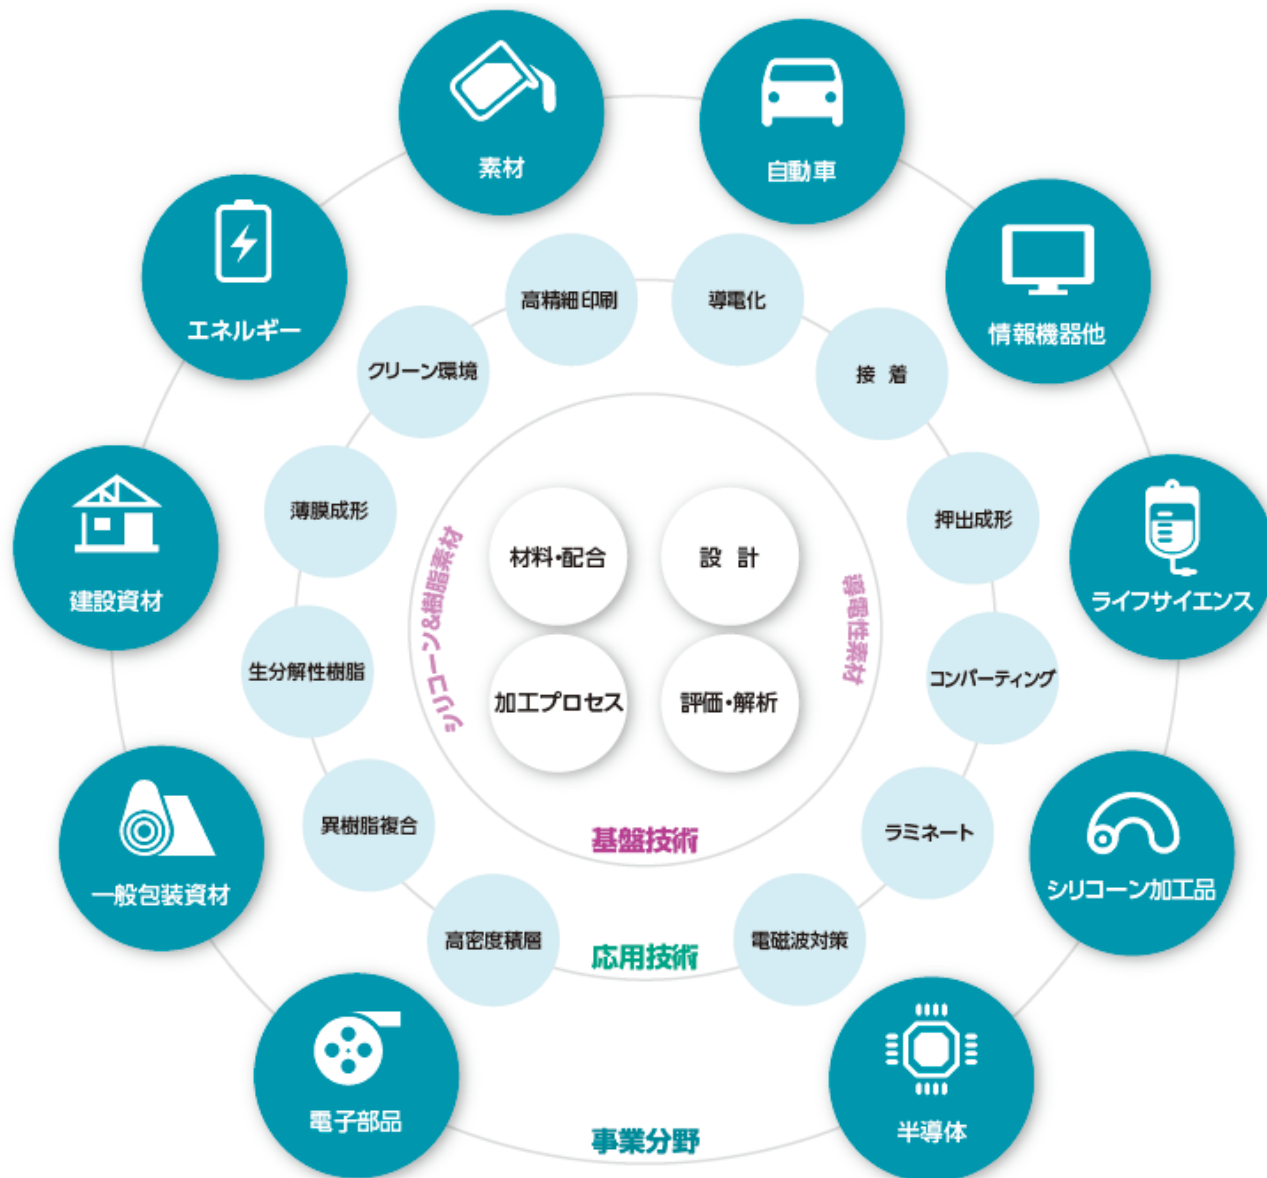 素材
自動車
エネルギー
情報機器他
高精細印刷
導電化
クリーン環境
接 着
薄膜成形
押出成形
建設資材
ライフサイエンス
シリコーン&樹脂素材
材料・配合
設 計
導電性素材
生分解性樹脂
コンバーティング
加工プロセス
評価・解析
異樹脂複合
ラミネート
基盤技術
一般包装資材
シリコーン加工品
高密度積層
応用技術
電磁波対策
電子部品
事業分野
半導体